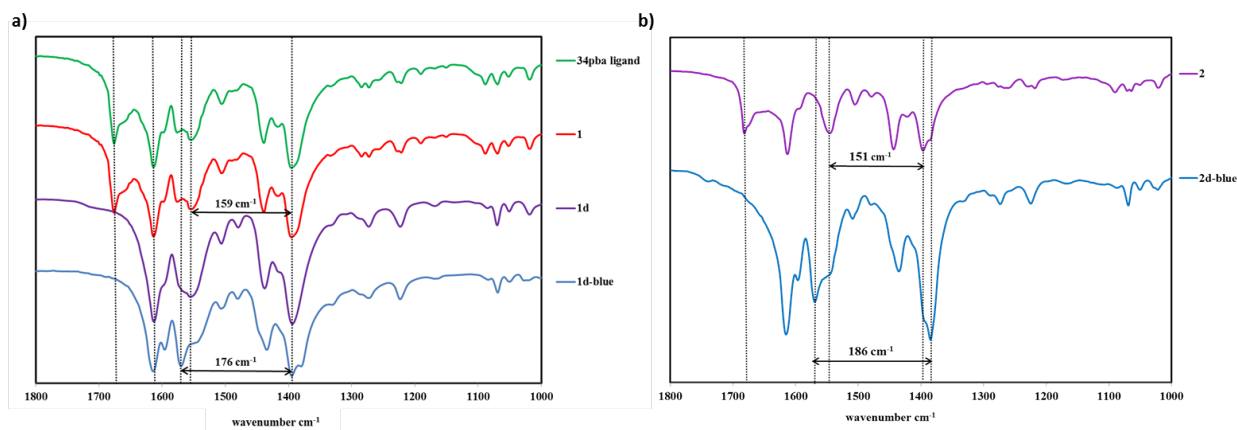 a)
34pba ligand
1
159 cm-1
1d
1d-blue
176 cm-1
1800 1700 1600 1500 1400 1300 1200 1100 1000
wavenumber cm-1
b)
2
151 cm-1
2d-blue
186 cm-1
1800 1700 1600 1500 1400 1300 1200 1100 1000
wavenumber cm-1